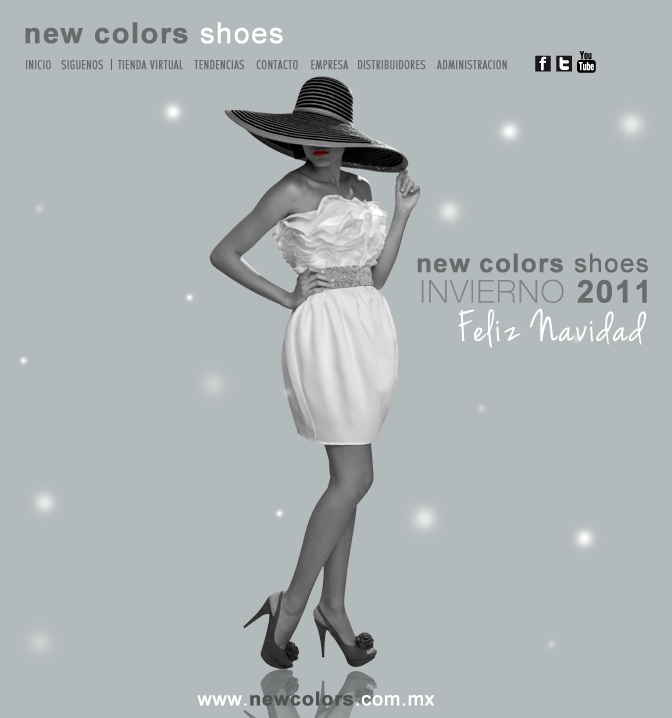 new colors shoes
INICIO SIGUENOS | TIENDA VIRTUAL TENDENCIAS CONTACTO EMPRESA DISTRIBUIDORES ADMINISTRACION
f t You Tube
new colors shoes
INVIERNO 2011
Feliz Navidad
www.newcolors.com.mx